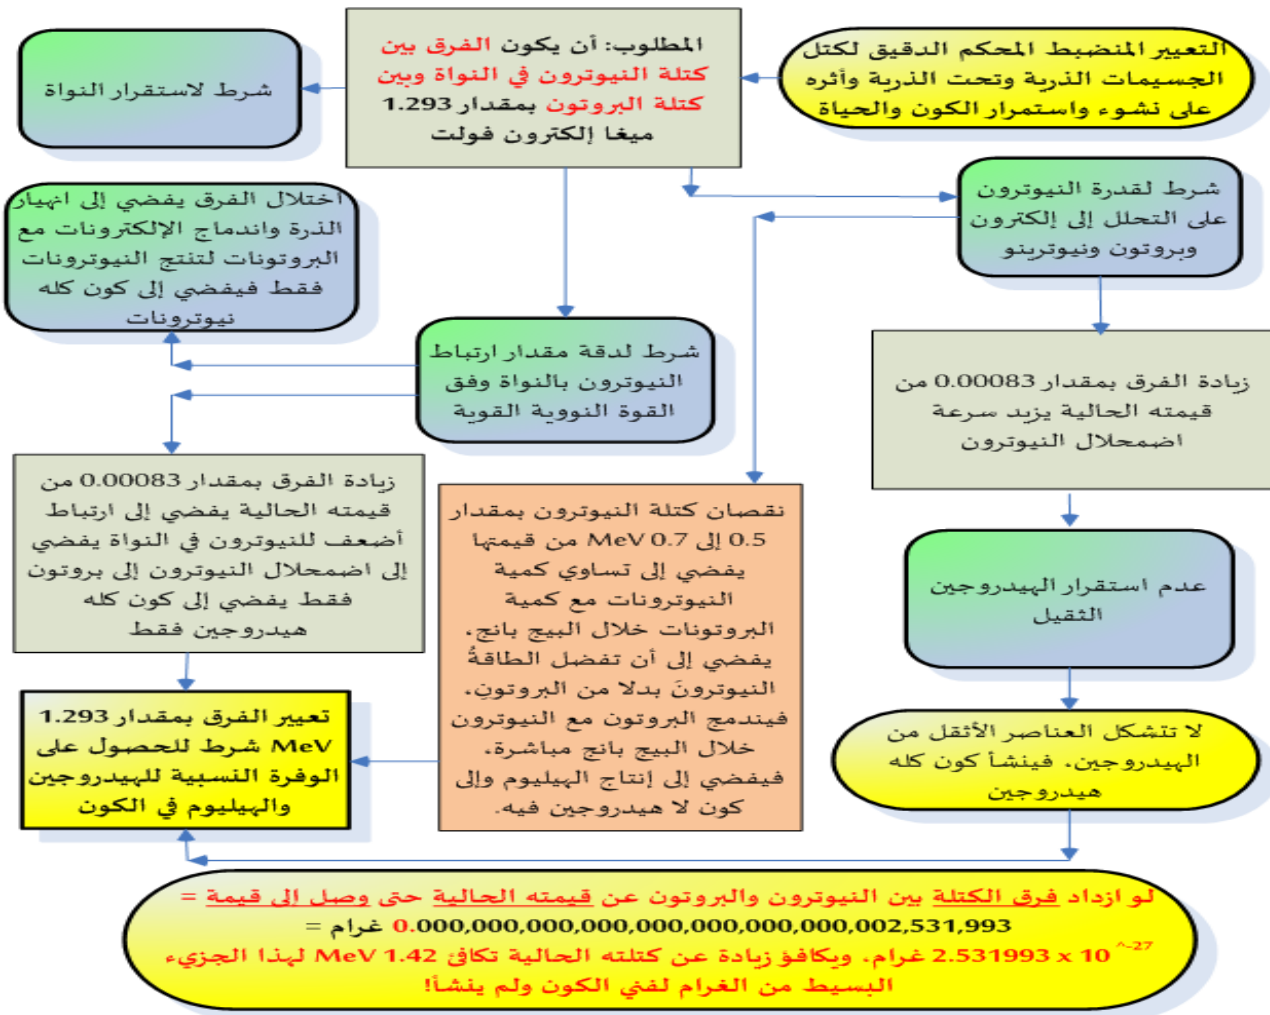 التعيير المنضبط المحكم الدقيق لكتل
الجسيمات الذرية وتحت الذرية وأثره
على نشوء واستمرار الكون والحياة
المطلوب: أن يكون الفرق بين
كتلة النيوترون في النواة وبين
كتلة البروتون بمقدار 1.293
ميغا إلكترون فولت
شرط لاستقرار النواة
شرط لقدرة النيوترون
على التحلل إلى إلكترون
وبروتون ونيوترينو
اختلال الفرق يفضي إلى انهيار
الذرة واندماج الإلكترونات مع
البروتونات لتنتج النيوترونات
فقط فيفضي إلى كون كله
نيوترونات
شرط لدقة مقدار ارتباط
النيوترون بالنواة وفق
القوة النووية القوية
زيادة الفرق بمقدار 0.00083 من
قيمته الحالية يزيد سرعة
اضمحلال النيوترون
زيادة الفرق بمقدار 0.00083 من
قيمته الحالية يفضي إلى ارتباط
أضعف للنيوترون في النواة يفضي
إلى اضمحلال النيوترون إلى بروتون
فقط يفضي إلى كون كله
هيدروجين فقط
نقصان كتلة النيوترون بمقدار
0.5 إلى 0.7 MeV من قيمتها
يفضي إلى تساوي كمية
النيوترونات مع كمية
البروتونات خلال البيج بانج،
يفضي إلى أن تفضل الطاقةُ
النيوترونَ بدلا من البروتونِ،
فيندمج البروتون مع النيوترون
خلال البيج بانج مباشرة،
فيفضي إلى إنتاج الهيليوم وإلى
كون لا هيدروجين فيه.
عدم استقرار الهيدروجين
الثقيل
تعيير الفرق بمقدار 1.293
MeV شرط للحصول على
الوفرة النسبية للهيدروجين
والهيليوم في الكون
لا تتشكل العناصر الأثقل من
الهيدروجين، فينشأ كون كله
هيدروجين
لو ازداد فرق الكتلة بين النيوترون والبروتون عن قيمته الحالية حتى وصل إلى قيمة =
0.000,000,000,000,000,000,000,000,002,531,993 غرام =
2.531993 x 10^-27 غرام، ويكافؤ زيادة عن كتلته الحالية تكافئ 1.42 MeV لهذا الجزيء
البسيط من الغرام لفني الكون ولم ينشأ!